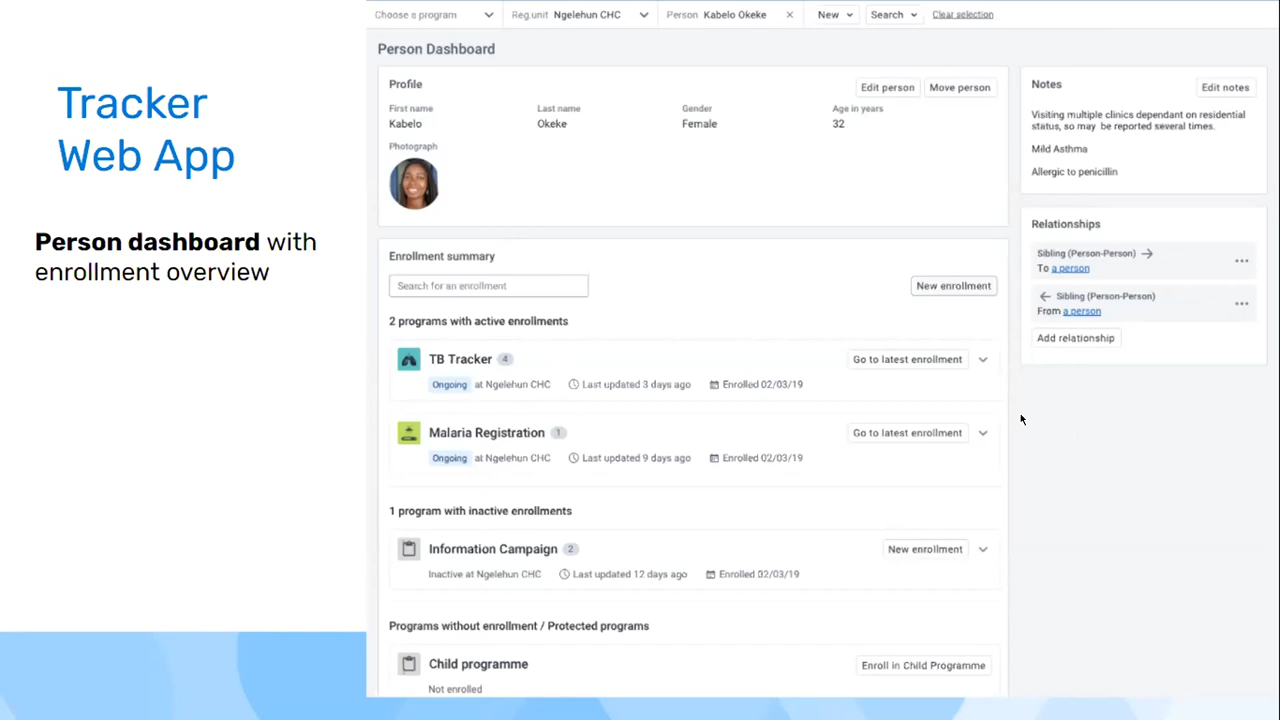 Tracker
Web App
Person dashboard with
enrollment overview
Choose a program Reg.unit Ngelehun CHC Person Kabelo Okeke New Search Clear selection
Person Dashboard
Profile
Edit person Move person
First name Last name Gender Age in years
Kabelo Okeke Female 32
Photograph
Enrollment summary
Search for an enrollment New enrollment
2 programs with active enrollments
TB Tracker 4 Go to latest enrollment
Ongoing at Ngelehun CHC Last updated 3 days ago Enrolled 02/03/19
Malaria Registration 1 Go to latest enrollment
Ongoing at Ngelehun CHC Last updated 9 days ago Enrolled 02/03/19
1 program with inactive enrollments
Information Campaign 2 New enrollment
Inactive at Ngelehun CHC Last updated 12 days ago Enrolled 02/03/19
Programs without enrollment / Protected programs
Child programme Enroll in Child Programme
Not enrolled
Notes Edit notes
Visiting multiple clinics dependant on residential
status, so may be reported several times.
Mild Asthma
Allergic to penicillin
Relationships
Sibling (Person-Person)
To a person
Sibling (Person-Person)
From a person
Add relationship